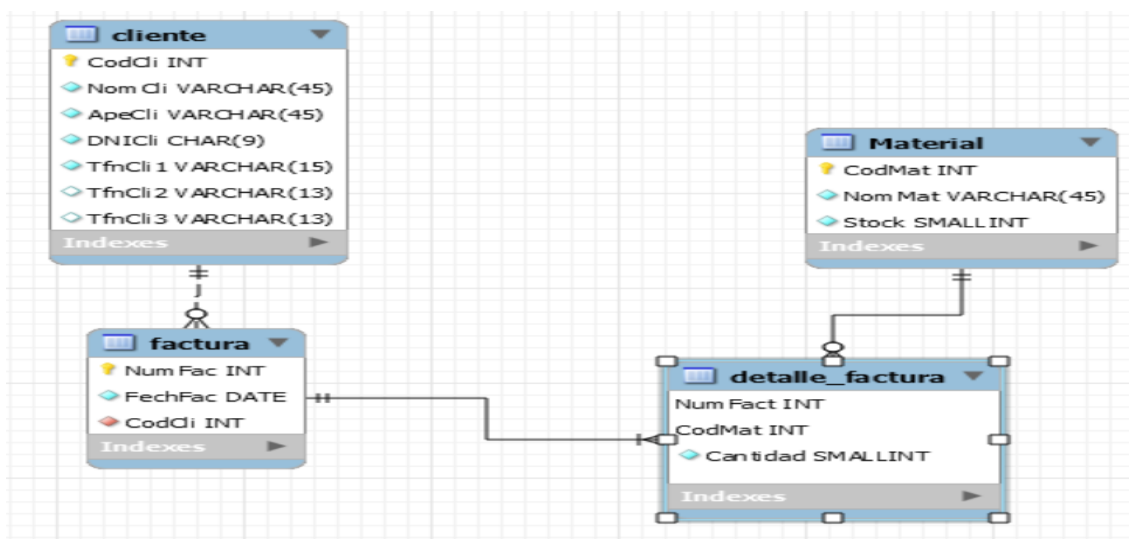 cliente
CodCli INT
NomCli VARCHAR(45)
ApeCli VARCHAR(45)
DNICli CHAR(9)
TfnCli1 VARCHAR(15)
TfnCli2 VARCHAR(13)
TfnCli3 VARCHAR(13)
Indexes
factura
NumFac INT
FechFac DATE
CodCli INT
Indexes
Material
CodMat INT
NomMat VARCHAR(45)
Stock SMALLINT
Indexes
detalle_factura
NumFact INT
CodMat INT
Cantidad SMALLINT
Indexes